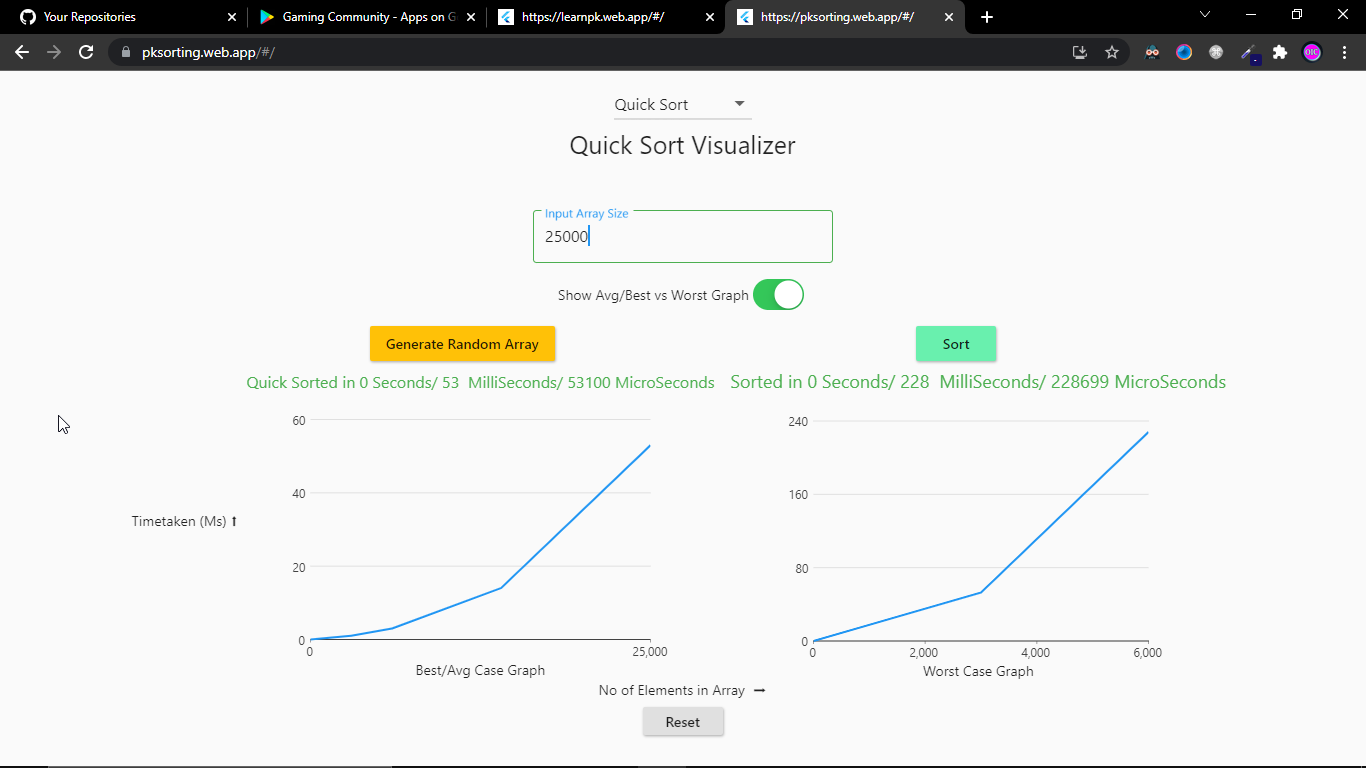 Your Repositories
Gaming Community - Apps on G
https://learnpk.web.app/#/
https://pksorting.web.app/#/
pksorting.web.app/#/
OIC
Quick Sort
Quick Sort Visualizer
Input Array Size
25000
Show Avg/Best vs Worst Graph
Generate Random Array
Sort
Quick Sorted in 0 Seconds/ 53 MilliSeconds/ 53100 MicroSeconds
Sorted in 0 Seconds/ 228 MilliSeconds/ 228699 MicroSeconds
Timetaken (Ms) ⬆
60
40
20
0
0 25,000
Best/Avg Case Graph
240
160
80
0
0 2,000 4,000 6,000
Worst Case Graph
No of Elements in Array ➡
Reset